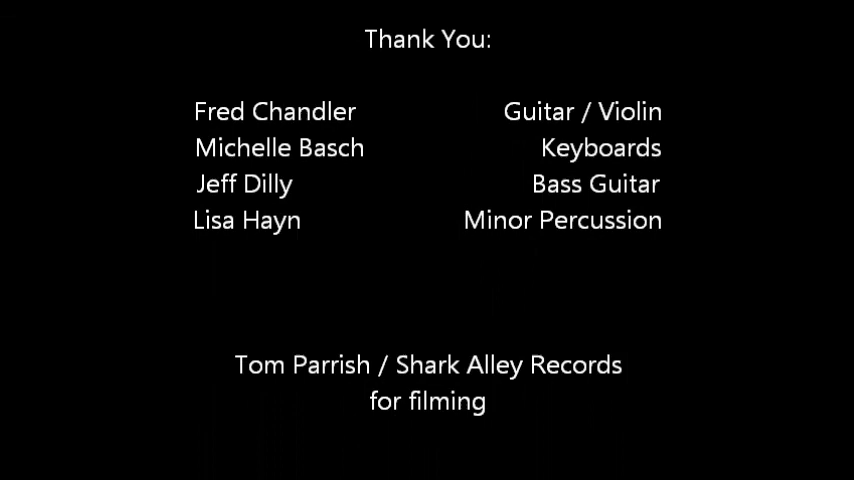 Thank You:
Fred Chandler Guitar / Violin
Michelle Basch Keyboards
Jeff Dilly Bass Guitar
Lisa Hayn Minor Percussion
Tom Parrish / Shark Alley Records
for filming